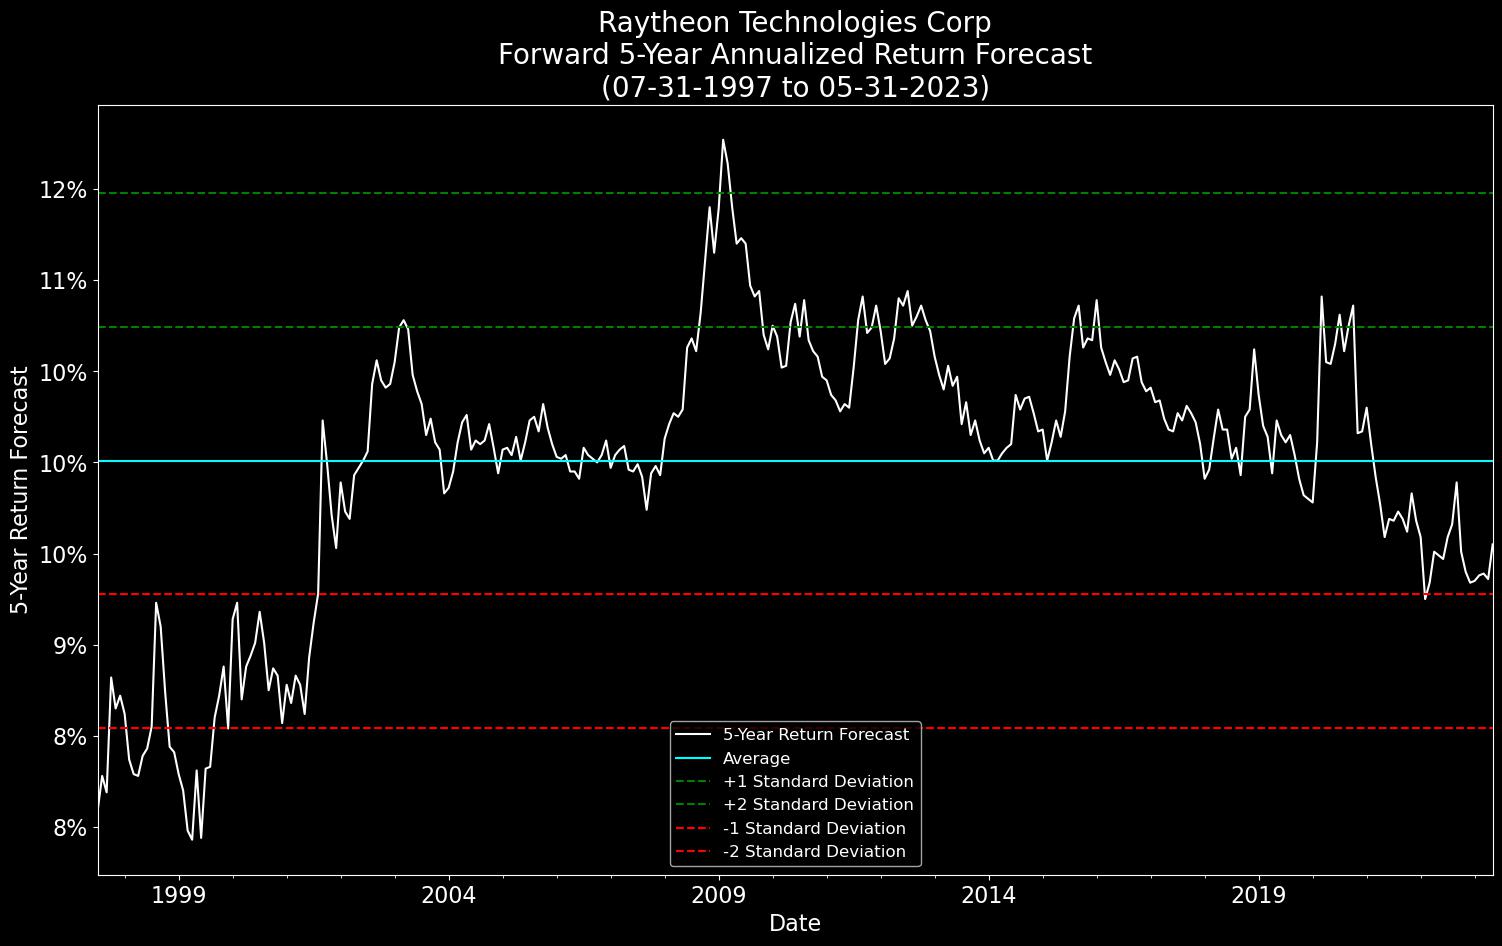 Raytheon Technologies Corp
Forward 5-Year Annualized Return Forecast
(07-31-1997 to 05-31-2023)
5-Year Return Forecast
12%
11%
10%
10%
10%
9%
8%
8%
5-Year Return Forecast
Average
+1 Standard Deviation
+2 Standard Deviation
-1 Standard Deviation
-2 Standard Deviation
1999 2004 2009 2014 2019
Date